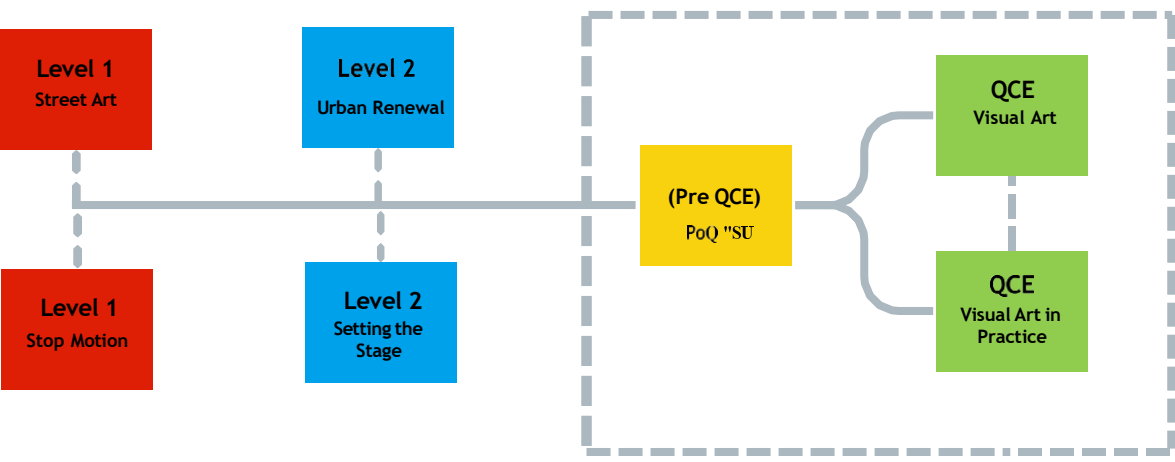 Level 1
Street Art
Level 2
Urban Renewal
QCE
Visual Art
(Pre QCE)
PoQ "SU
Level 1
Stop Motion
Level 2
Setting the
Stage
QCE
Visual Art in
Practice